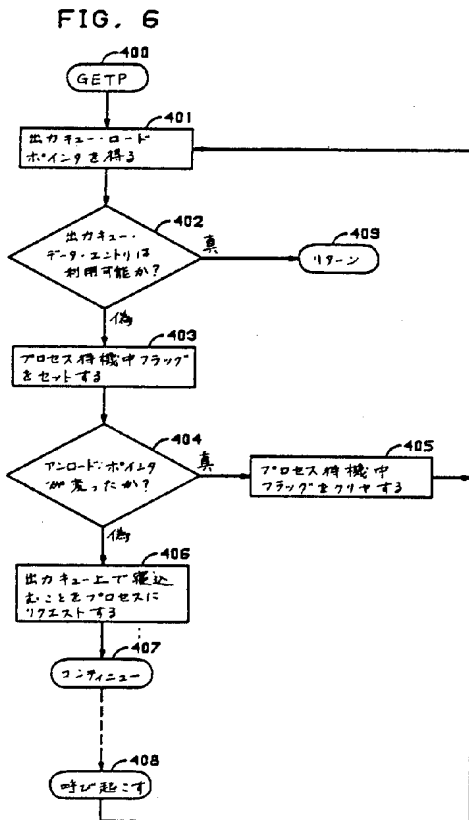 FIG. 6
400
GETP
401
出力キュー・ロード
ポインタを得る
402
出力キュー・
データ・エントリは
利用可能か?
真
409
リターン
偽
403
プロセス待機中フラッグ
をセットする
404
アンロード・ポインタ
が変ったか?
真
405
プロセス待機中
フラッグをクリヤする
偽
406
出力キュー上で寝込
むことをプロセスに
リクエストする
407
コンティニュー
408
呼び起こす